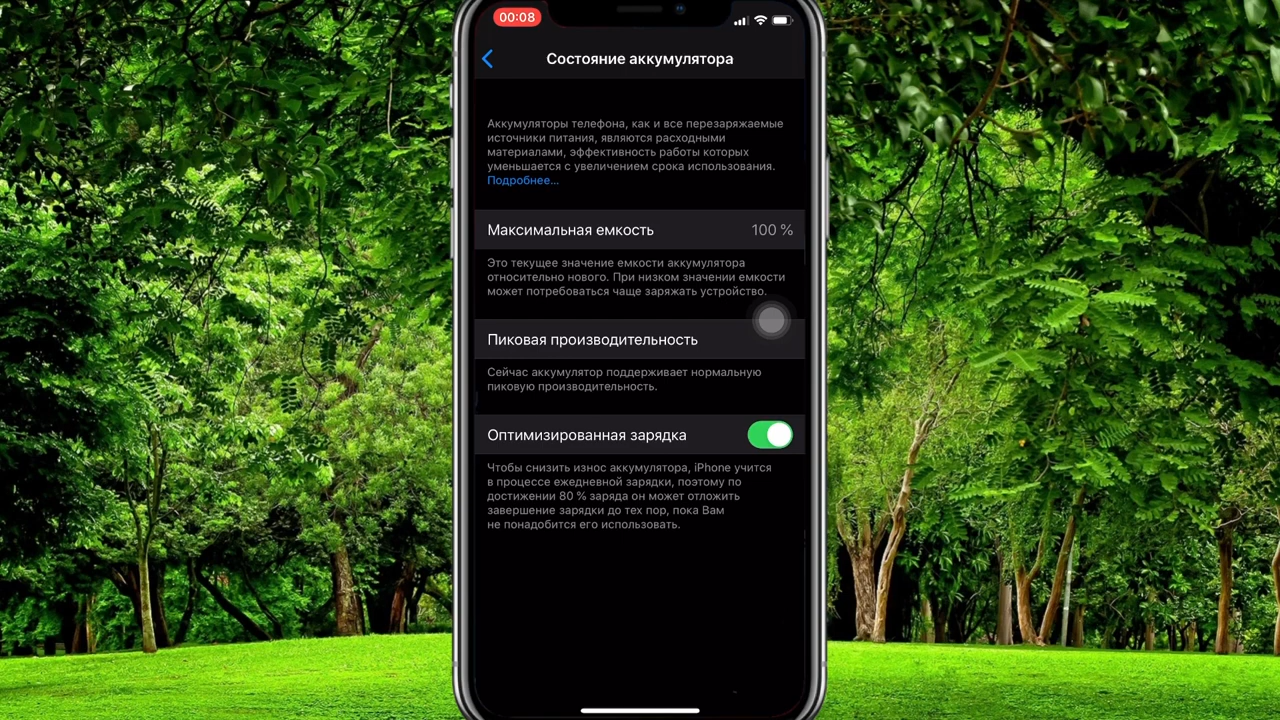 00:08
Состояние аккумулятора
Аккумуляторы телефона, как и все перезаряжаемые
источники питания, являются расходными
материалами, эффективность работы которых
уменьшается с увеличением срока использования.
Подробнее...
Максимальная емкость 100 %
Это текущее значение емкости аккумулятора
относительно нового. При низком значении емкости
может потребоваться чаще заряжать устройство.
Пиковая производительность
Сейчас аккумулятор поддерживает нормальную
пиковую производительность.
Оптимизированная зарядка
Чтобы снизить износ аккумулятора, iPhone учится
в процессе ежедневной зарядки, поэтому по
достижении 80 % заряда он может отложить
завершение зарядки до тех пор, пока Вам
не понадобится его использовать.